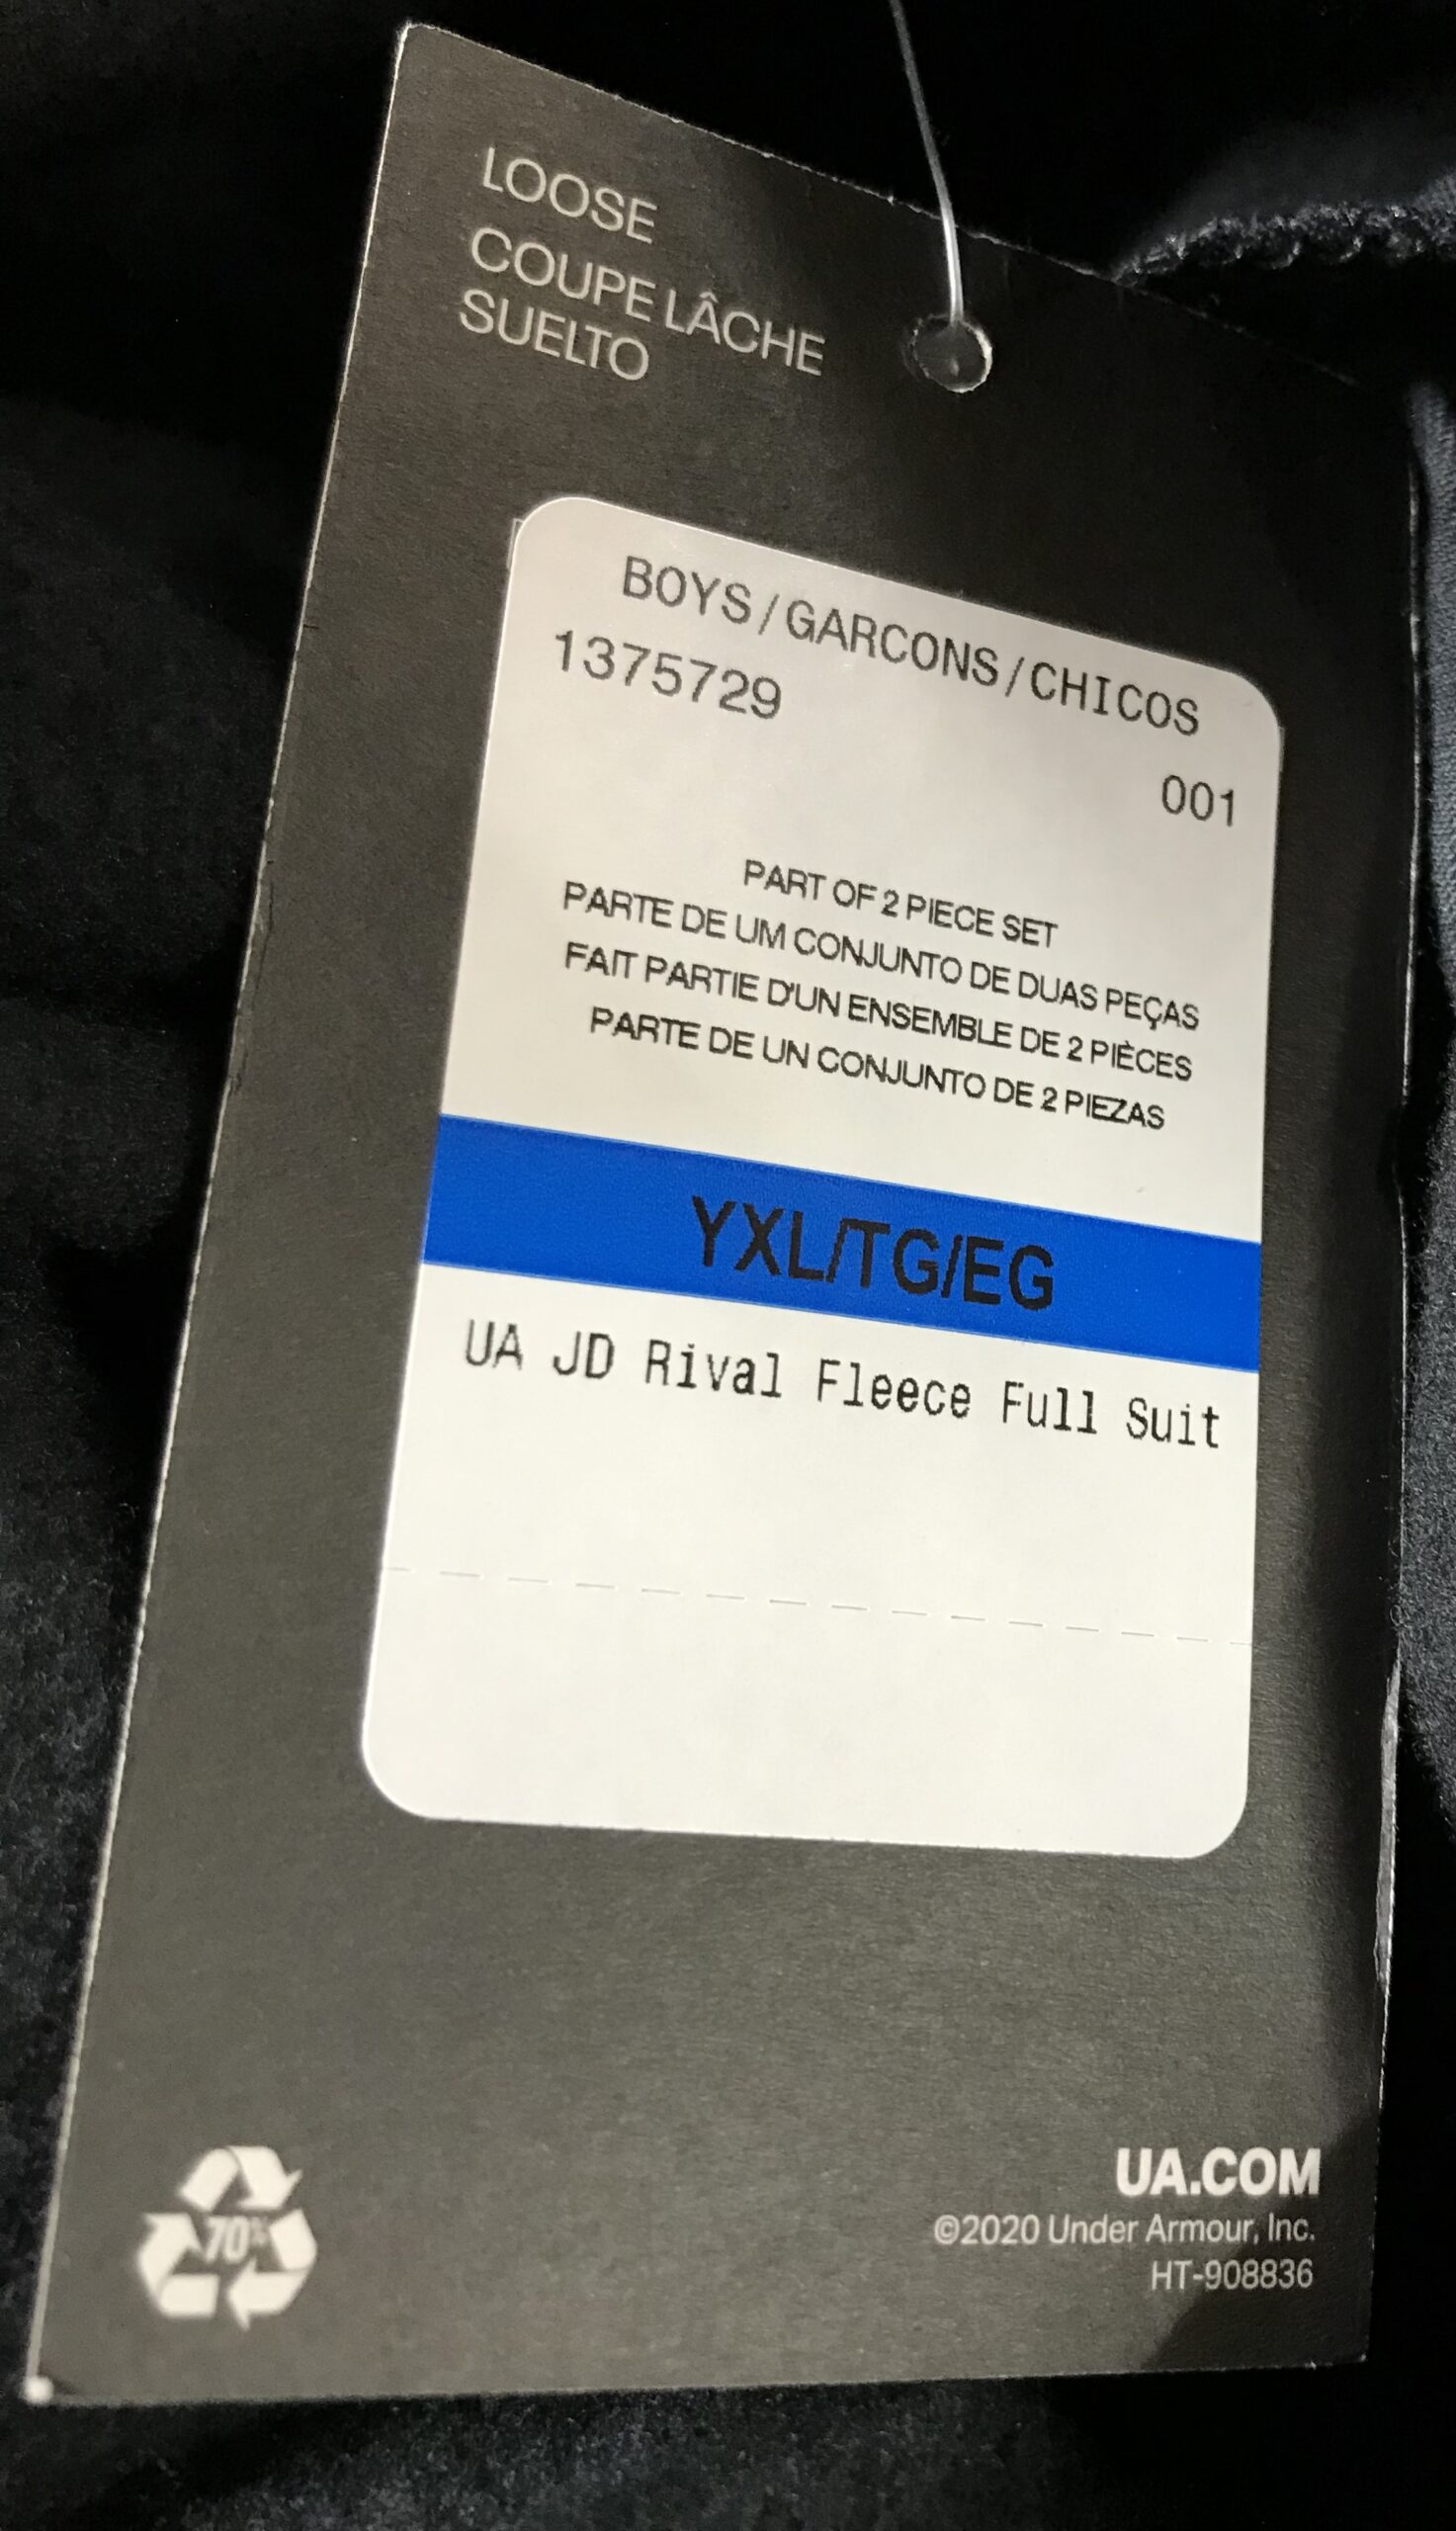 LOOSE
COUPE LÂCHE
SUELTO
BOYS/GARCONS/CHICOS
1375729
001
PART OF 2 PIECE SET
PARTE DE UM CONJUNTO DE DUAS PEÇAS
FAIT PARTIE D'UN ENSEMBLE DE 2 PIÈCES
PARTE DE UN CONJUNTO DE 2 PIEZAS
YXL/TG/EG
UA JD Rival Fleece Full Suit
70%
UA.COM
©2020 Under Armour, Inc.
HT-908836